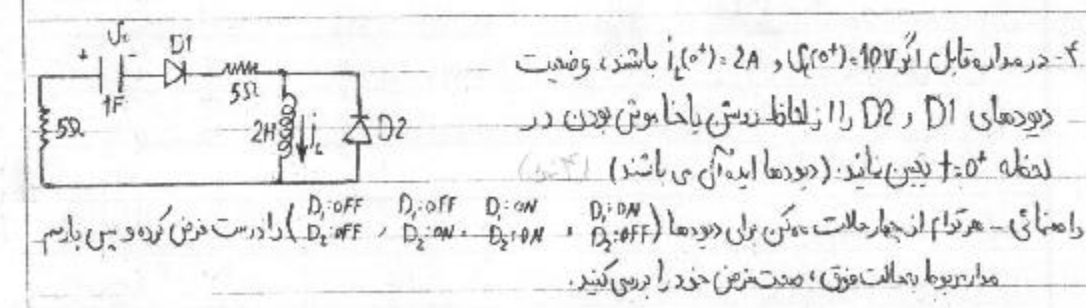 ۴- در مدار مقابل اگر Vc(0⁺)=10V و iL(0⁺)=2A باشند، وضعیت
دیودهای D1 و D2 را از لحاظ روشن یا خاموش بودن در
لحظه t=0⁺ تعیین نمائید. (دیودها ایده‌آل می باشند)
Vc
+ -
D1
1F
5Ω
5Ω
2H
iL
D2
راهنمائی - هر کدام از چهار حالت ممکن برای دیودها (D1:OFF D2:OFF , D1:OFF D2:ON , D1:ON D2:ON , D1:ON D2:OFF) را درست فرض کرده و سپس با رسم
مدار مربوط به حالت فوق، صحت فرض خود را بررسی کنید.